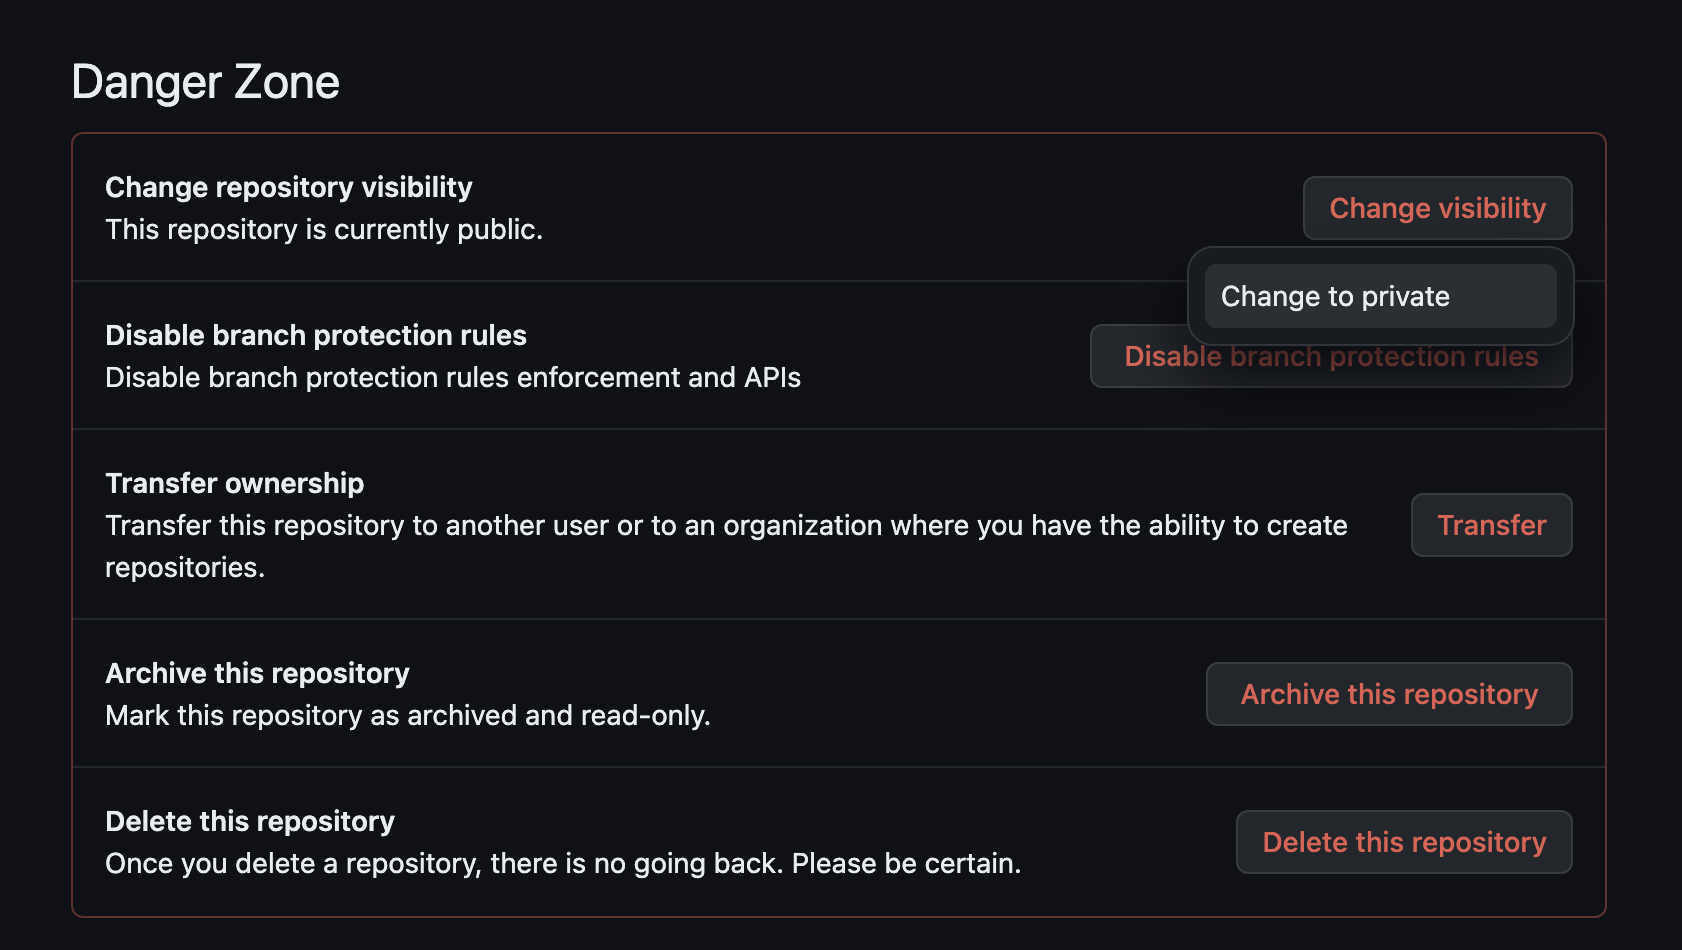 Danger Zone
Change repository visibility
This repository is currently public.
Change visibility
Change to private
Disable branch protection rules
Disable branch protection rules enforcement and APIs
Disable branch protection rules
Transfer ownership
Transfer this repository to another user or to an organization where you have the ability to create
repositories.
Transfer
Archive this repository
Mark this repository as archived and read-only.
Archive this repository
Delete this repository
Once you delete a repository, there is no going back. Please be certain.
Delete this repository